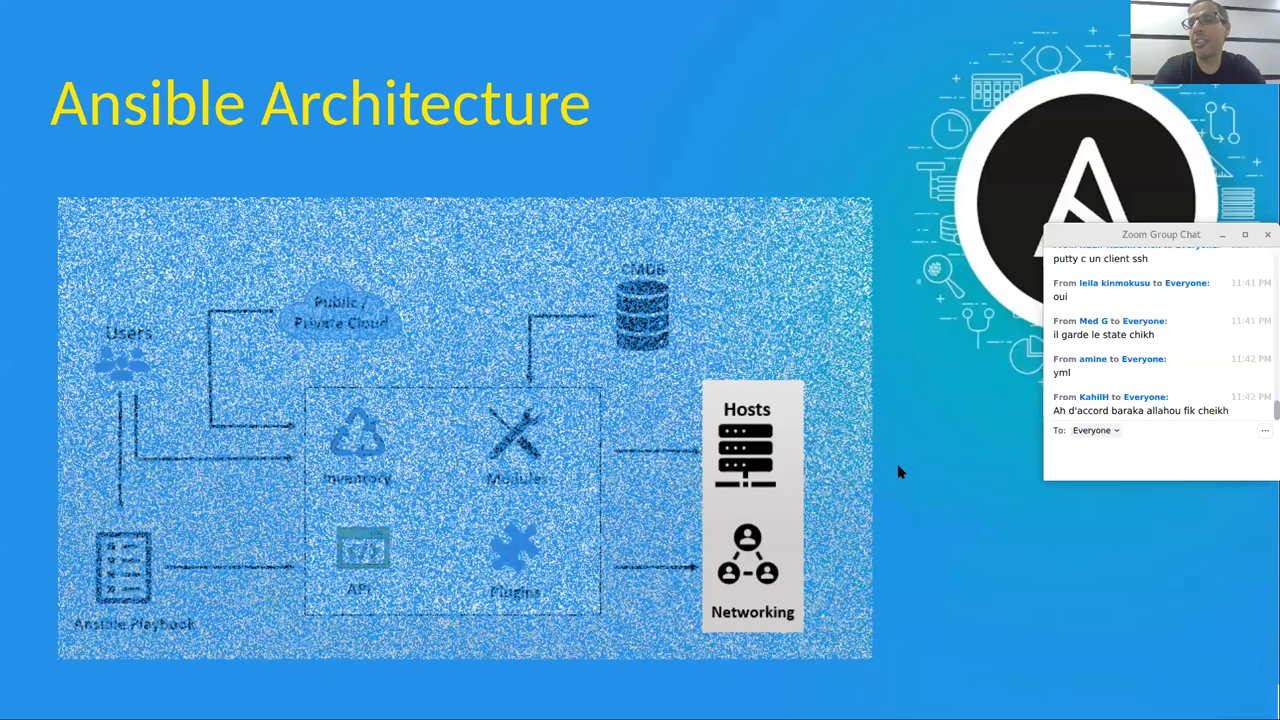 Ansible Architecture
CMDB
Public /
Private Cloud
Users
Hosts
Inventory
Modules
API
Plugins
Networking
Ansible Playbook
Zoom Group Chat
putty c un client ssh
From leila kinmokusu to Everyone: 11:41 PM
oui
From Med G to Everyone: 11:41 PM
il garde le state chikh
From amine to Everyone: 11:42 PM
yml
From KahilH to Everyone: 11:42 PM
Ah d'accord baraka allahou fik cheikh
To: Everyone